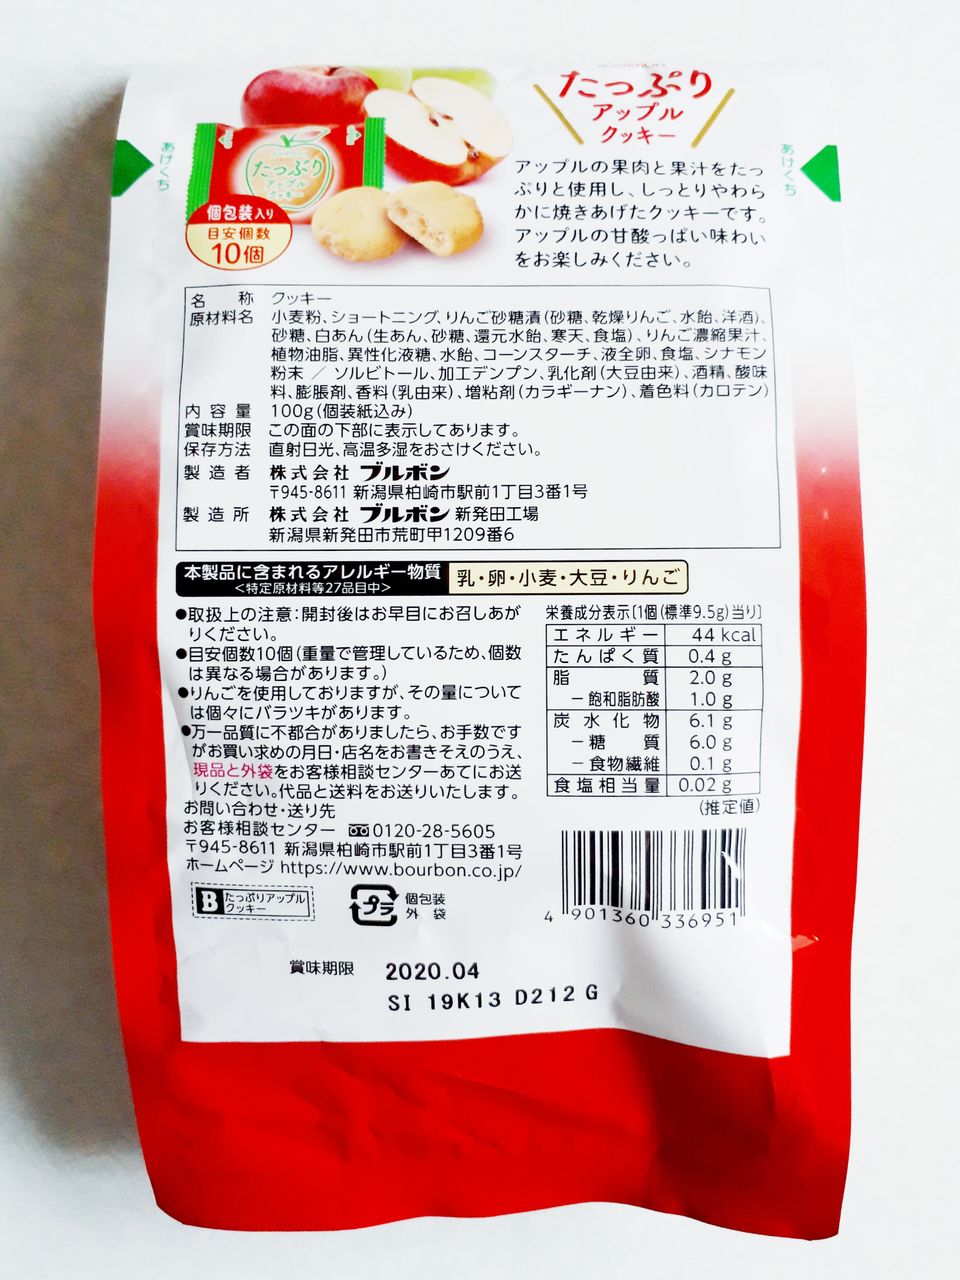 たっぷり
アップル
クッキー
あけくち
あけくち
アップルの果肉と果汁をたっ
ぷりと使用し、しっとりやわら
かに焼きあげたクッキーです。
アップルの甘酸っぱい味わい
をお楽しみください。
たっぷり
アップル
クッキー
個包装入り
目安個数
10個
名称 クッキー
原材料名 小麦粉、ショートニング、りんご砂糖漬(砂糖、乾燥りんご、水飴、洋酒)、
砂糖、白あん(生あん、砂糖、還元水飴、寒天、食塩)、りんご濃縮果汁、
植物油脂、異性化液糖、水飴、コーンスターチ、液全卵、食塩、シナモン
粉末 / ソルビトール、加工デンプン、乳化剤(大豆由来)、酒精、酸味
料、膨脹剤、香料(乳由来)、増粘剤(カラギーナン)、着色料(カロテン)
内容量 100g(個装紙込み)
賞味期限 この面の下部に表示してあります。
保存方法 直射日光、高温多湿をおさけください。
製造者 株式会社 ブルボン
〒945-8611 新潟県柏崎市駅前1丁目3番1号
製造所 株式会社 ブルボン 新発田工場
新潟県新発田市荒町甲1209番6
本製品に含まれるアレルギー物質
<特定原材料等27品目中>
乳・卵・小麦・大豆・りんご
●取扱上の注意:開封後はお早目にお召しあが
りください。
●目安個数10個(重量で管理しているため、個数
は異なる場合があります。)
●りんごを使用しておりますが、その量について
は個々にバラツキがあります。
●万一品質に不都合がありましたら、お手数です
がお買い求めの月日・店名をお書きそえのうえ、
現品と外袋をお客様相談センターあてにお送
りください。代品と送料をお送りいたします。
お問い合わせ・送り先
お客様相談センター 0120-28-5605
〒945-8611 新潟県柏崎市駅前1丁目3番1号
ホームページ https://www.bourbon.co.jp/
栄養成分表示〔1個(標準9.5g)当り〕
エネルギー 44 kcal
たんぱく質 0.4 g
脂質 2.0 g
－飽和脂肪酸 1.0 g
炭水化物 6.1 g
－糖質 6.0 g
－食物繊維 0.1 g
食塩相当量 0.02 g
(推定値)
B たっぷりアップル
クッキー
プラ
個包装
外袋
4 901360 336951
賞味期限 2020.04
SI 19K13 D212 G